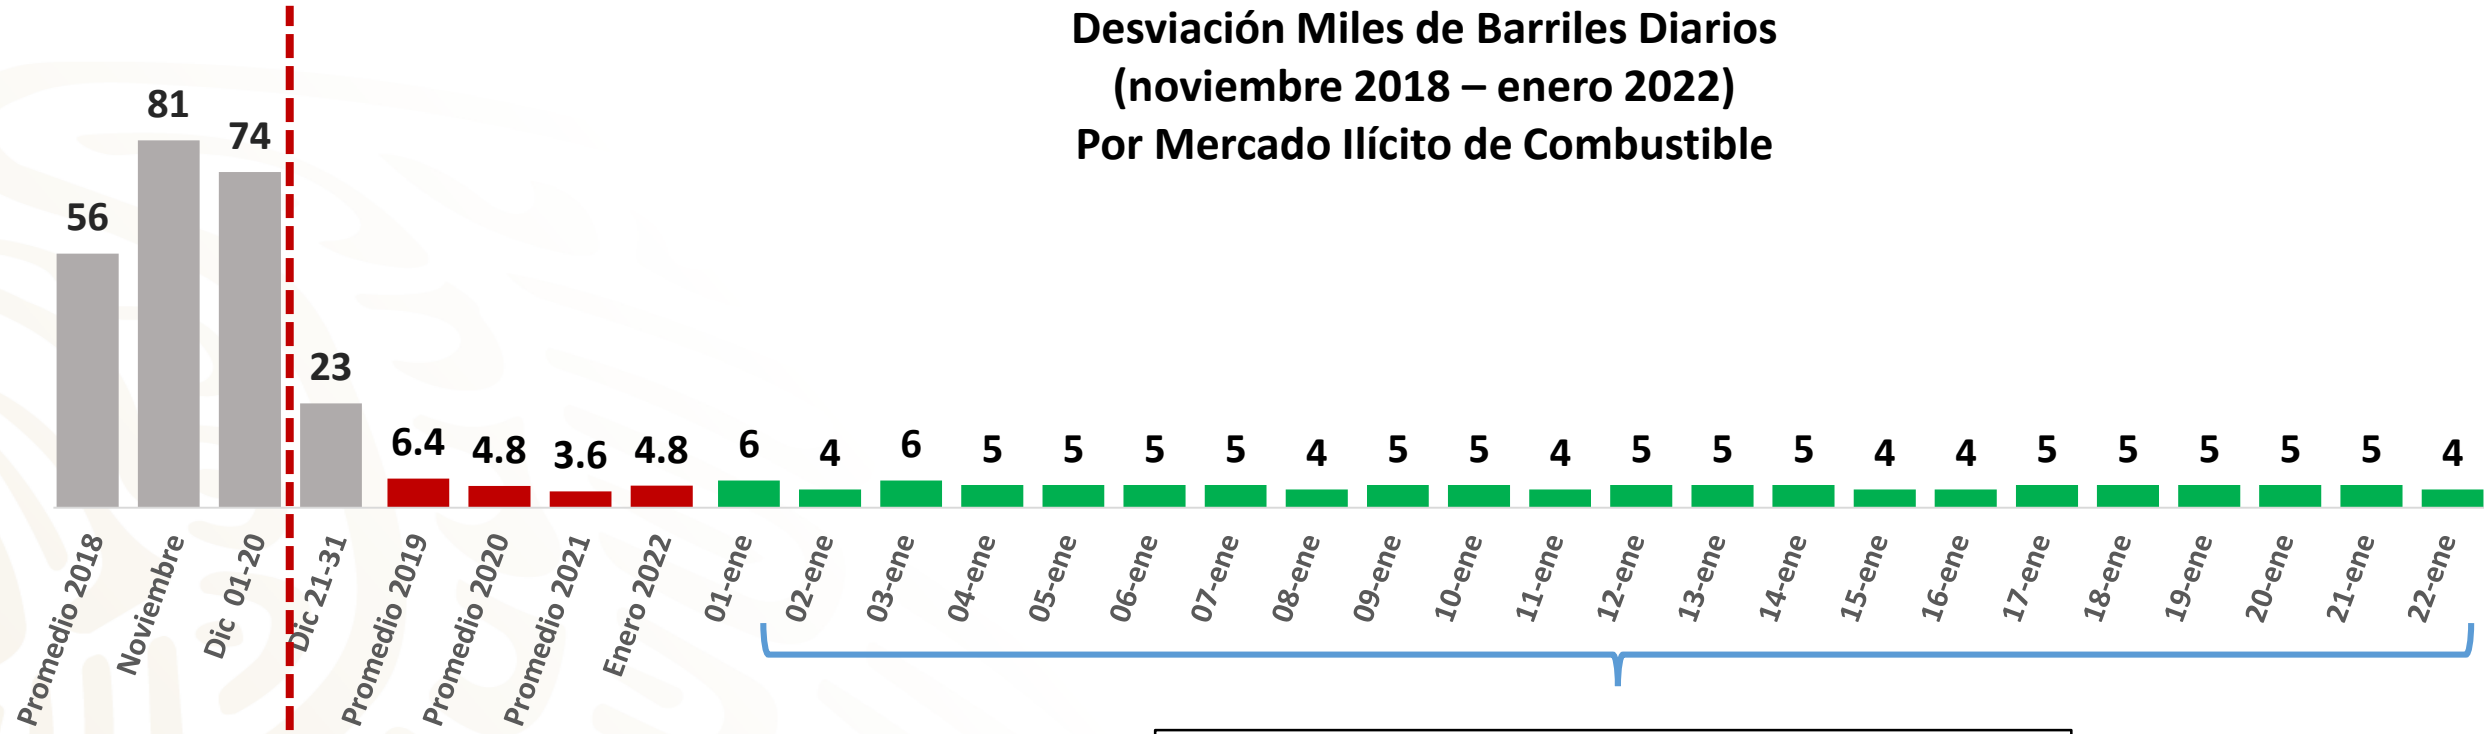 Desviación Miles de Barriles Diarios
(noviembre 2018 – enero 2022)
Por Mercado Ilícito de Combustible
56
81
74
23
6.4
4.8
3.6
4.8
6
4
6
5
5
5
5
4
5
5
4
5
5
5
4
4
5
5
5
5
5
4
Promedio 2018
Noviembre
Dic 01-20
Dic 21-31
Promedio 2019
Promedio 2020
Promedio 2021
Enero 2022
01-ene
02-ene
03-ene
04-ene
05-ene
06-ene
07-ene
08-ene
09-ene
10-ene
11-ene
12-ene
13-ene
14-ene
15-ene
16-ene
17-ene
18-ene
19-ene
20-ene
21-ene
22-ene